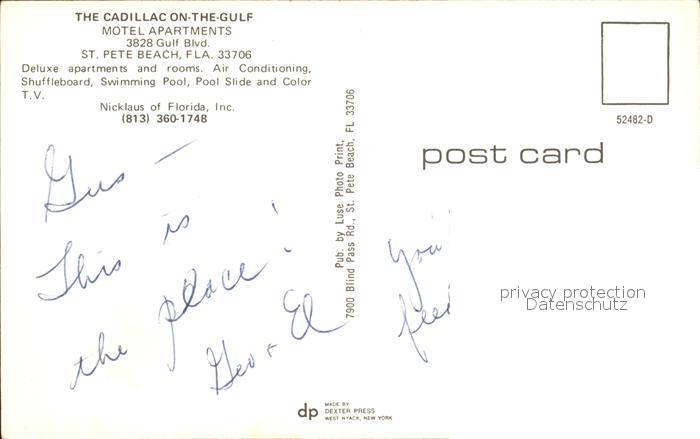 THE CADILLAC ON-THE-GULF
MOTEL APARTMENTS
3828 Gulf Blvd.
ST. PETE BEACH, FLA. 33706
Deluxe apartments and rooms. Air Conditioning,
Shuffleboard, Swimming Pool, Pool Slide and Color
T.V.
Nicklaus of Florida, Inc.
(813) 360-1748
Gus —
This is
the place!
Geo & El
Pub. by Luse Photo Print,
7900 Blind Pass Rd., St. Pete Beach, FL 33706
52482-D
post card
privacy protection
Datenschutz
dp
MADE BY
DEXTER PRESS
WEST NYACK, NEW YORK